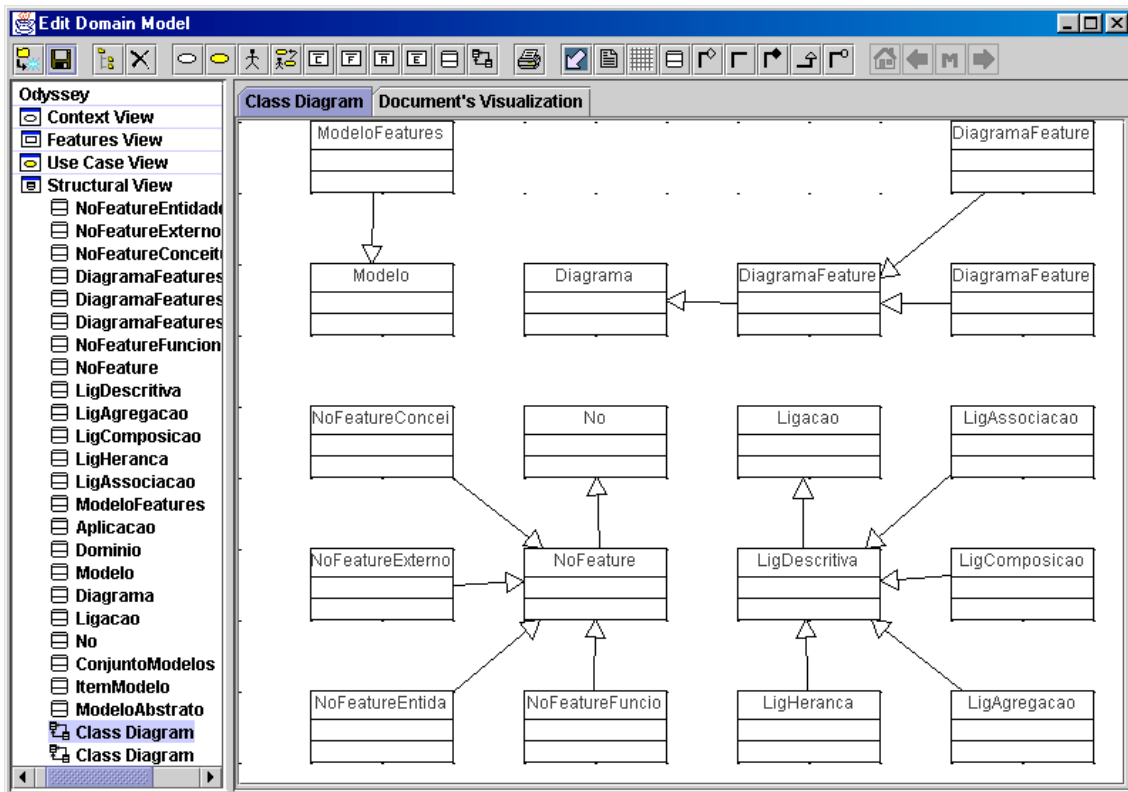 Edit Domain Model
C F A E
M
Odyssey
Context View
Features View
Use Case View
Structural View
NoFeatureEntidade
NoFeatureExterno
NoFeatureConceit
DiagramaFeatures
DiagramaFeatures
DiagramaFeatures
NoFeatureFuncion
NoFeature
LigDescritiva
LigAgregacao
LigComposicao
LigHeranca
LigAssociacao
ModeloFeatures
Aplicacao
Dominio
Modelo
Diagrama
Ligacao
No
ConjuntoModelos
ItemModelo
ModeloAbstrato
Class Diagram
Class Diagram
Class Diagram Document's Visualization
ModeloFeatures DiagramaFeature
Modelo Diagrama DiagramaFeature DiagramaFeature
NoFeatureConcei No Ligacao LigAssociacao
NoFeatureExterno NoFeature LigDescritiva LigComposicao
NoFeatureEntida NoFeatureFuncio LigHeranca LigAgregacao